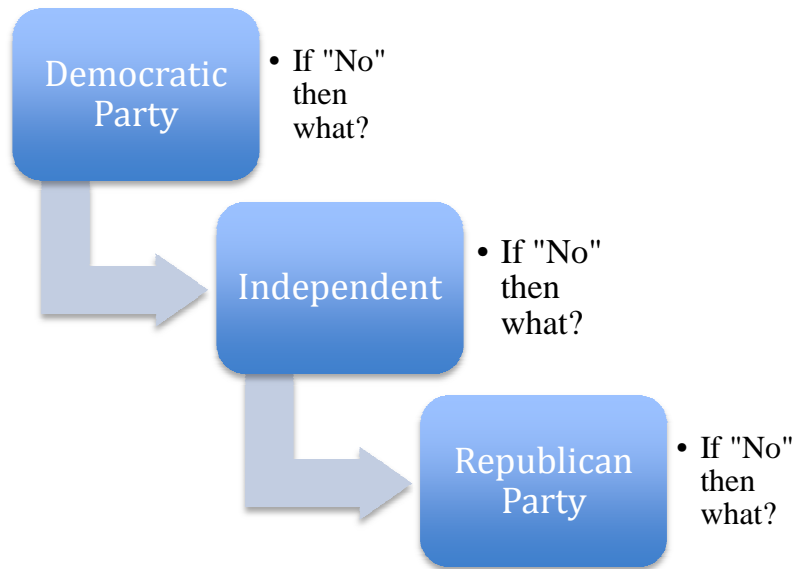 Democratic
Party
• If "No"
then
what?
Independent
• If "No"
then
what?
Republican
Party
• If "No"
then
what?